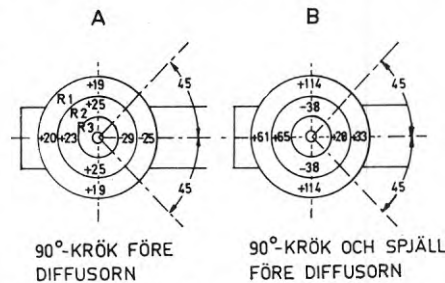 A
B
+19
R1
+25
R2
R3
+20 +23 -29 -25
+25
+19
45
45
+114
-38
+61 +65 +28 +33
-38
+114
45
45
90°-KRÖK FÖRE
DIFFUSORN
90°-KRÖK OCH SPJÄLL
FÖRE DIFFUSORN